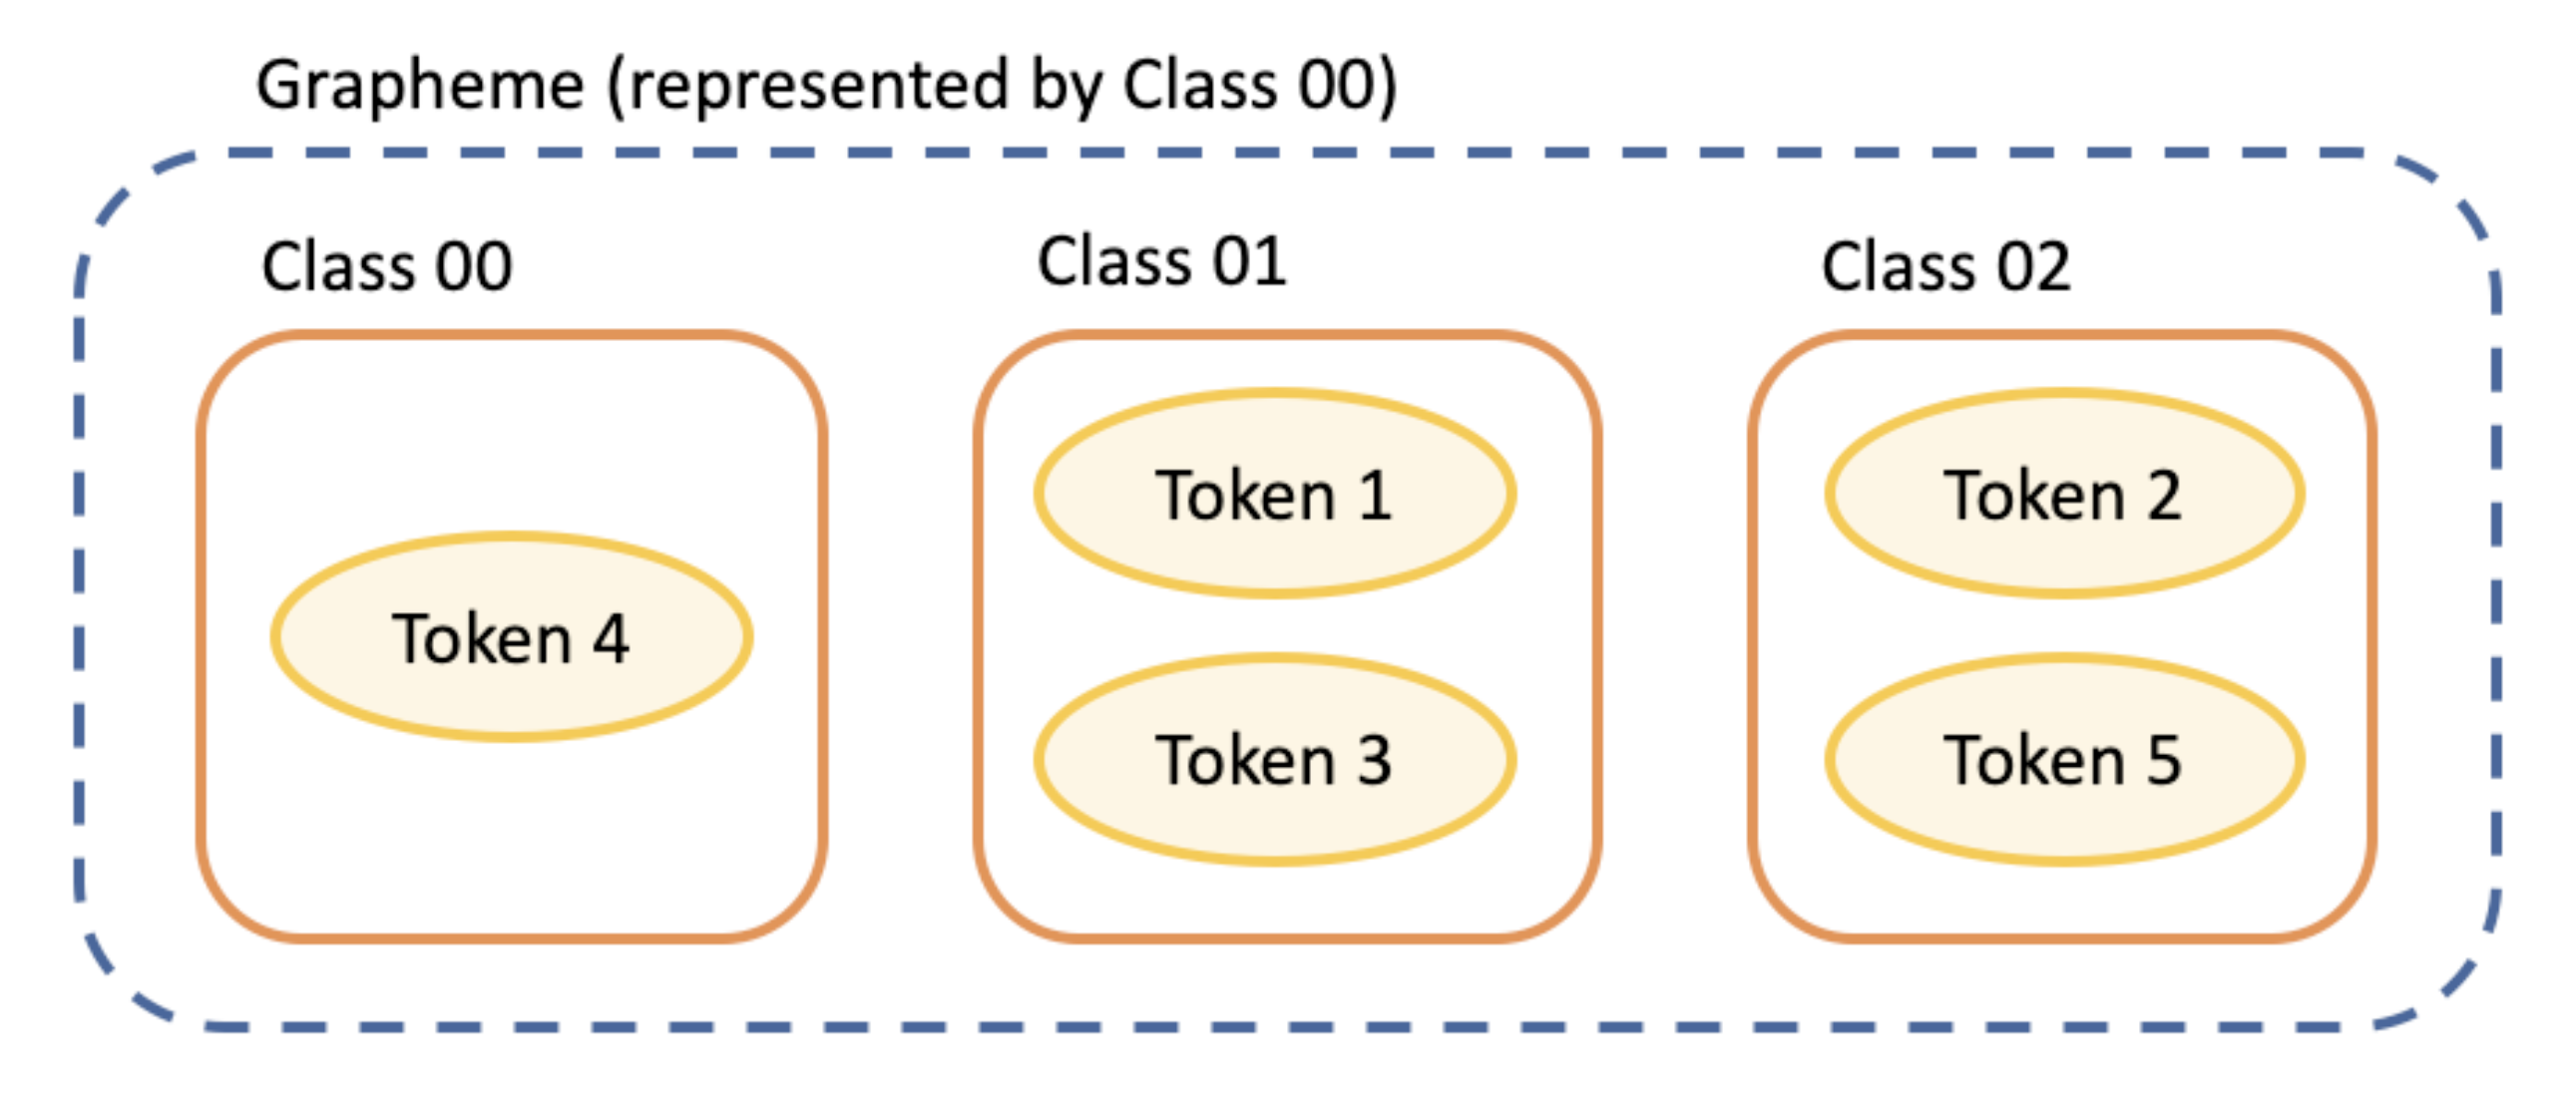 Grapheme (represented by Class 00)
Class 00
Class 01
Class 02
Token 4
Token 1
Token 3
Token 2
Token 5